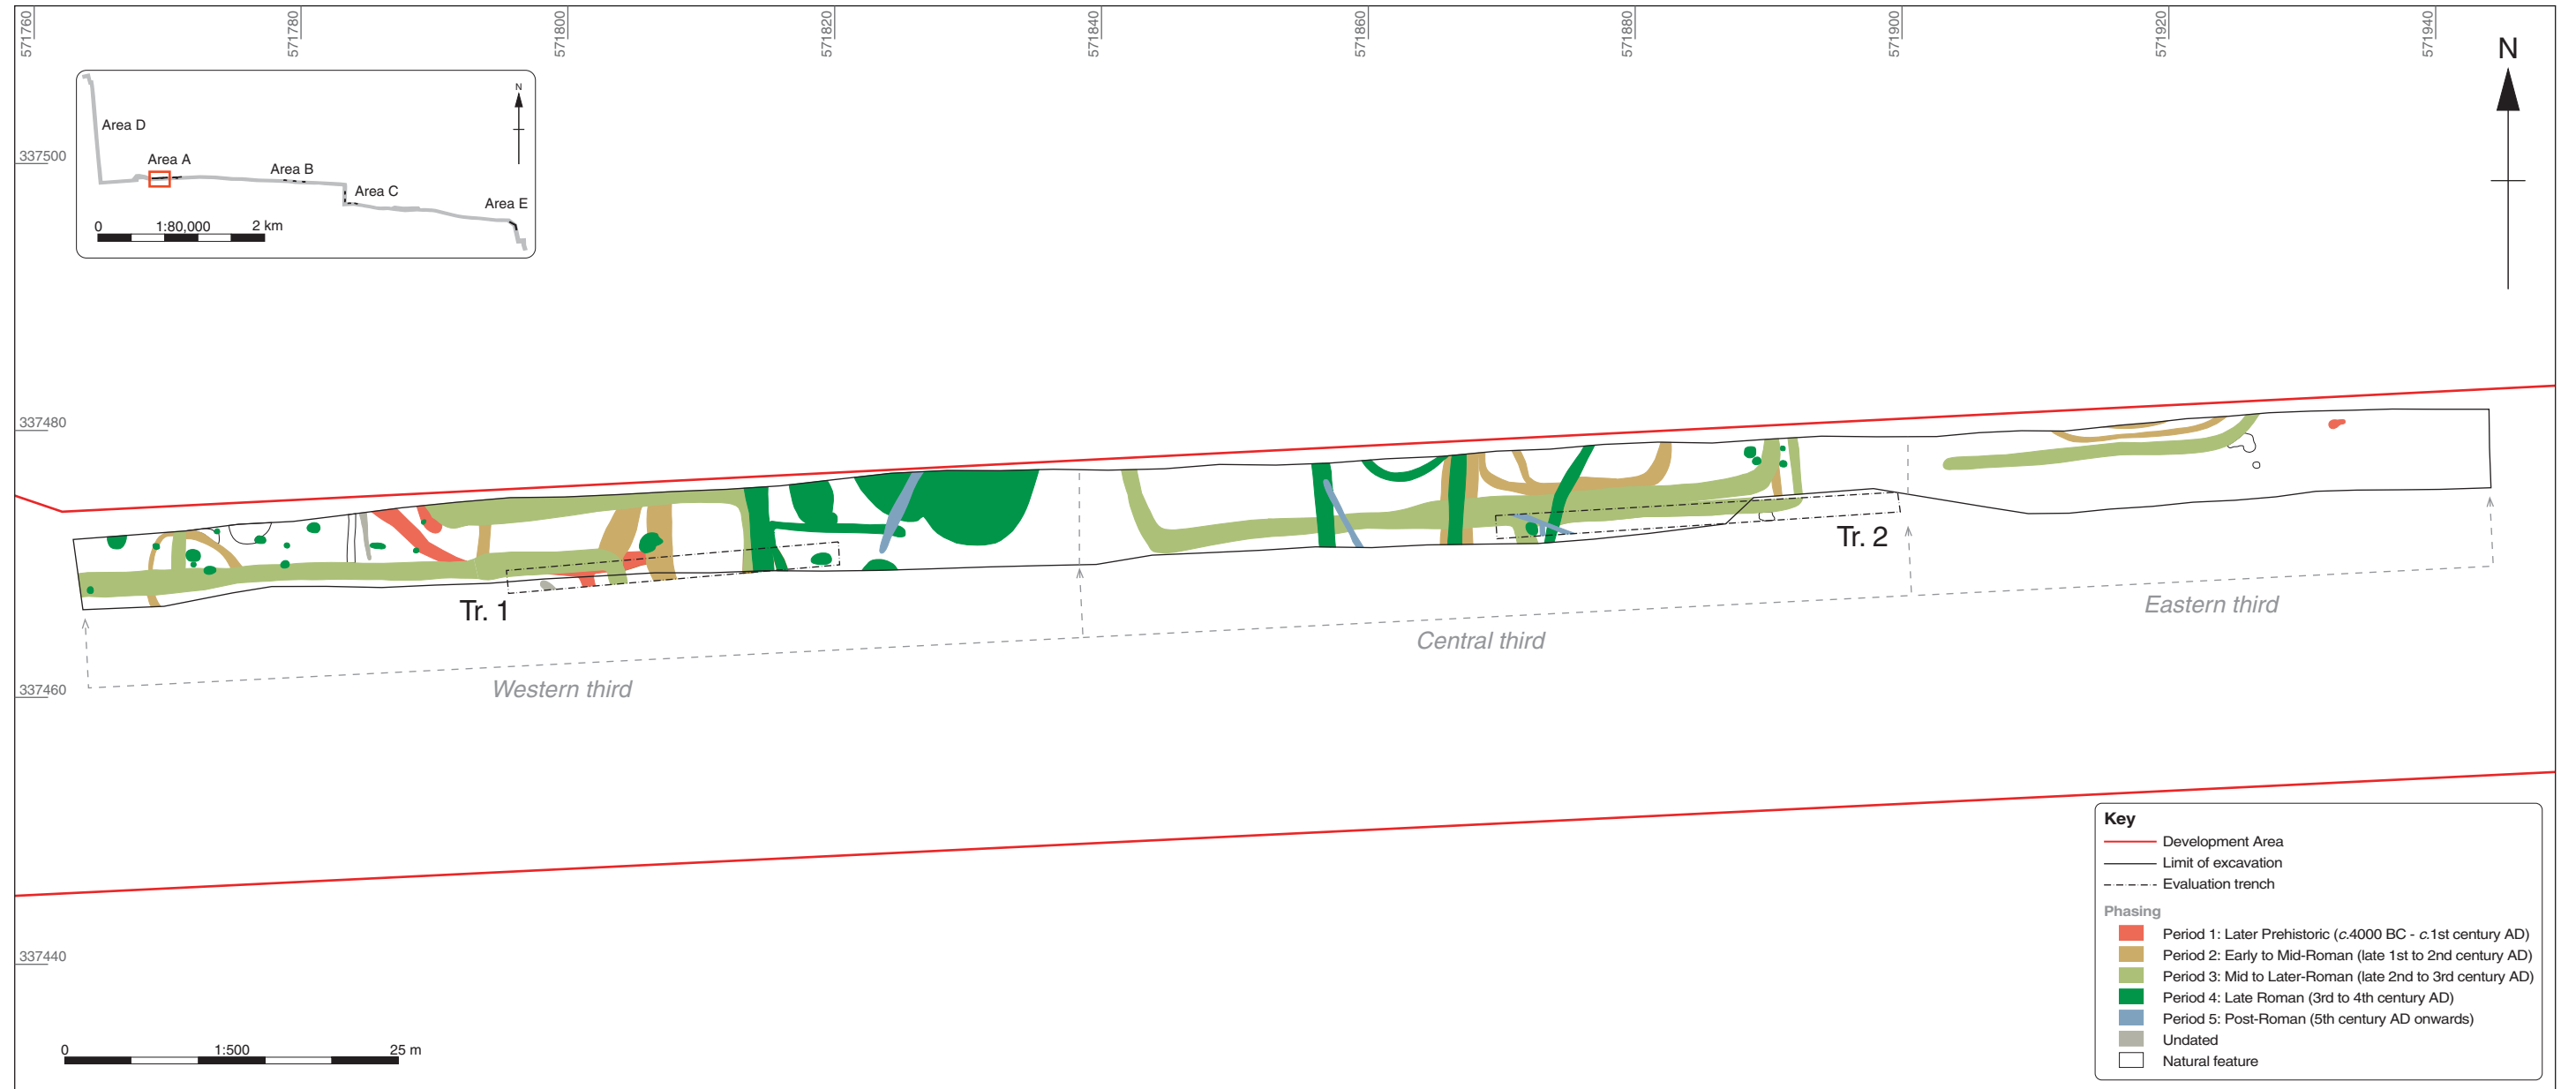 571760
571780
571800
571820
571840
571860
571880
571900
571920
571940
N
N
Area D
Area A
Area B
Area C
Area E
0 1:80,000 2 km
337500
337480
337460
337440
Tr. 1
Tr. 2
Western third
Central third
Eastern third
0 1:500 25 m
Key
Development Area
Limit of excavation
Evaluation trench
Phasing
Period 1: Later Prehistoric (c.4000 BC - c.1st century AD)
Period 2: Early to Mid-Roman (late 1st to 2nd century AD)
Period 3: Mid to Later-Roman (late 2nd to 3rd century AD)
Period 4: Late Roman (3rd to 4th century AD)
Period 5: Post-Roman (5th century AD onwards)
Undated
Natural feature